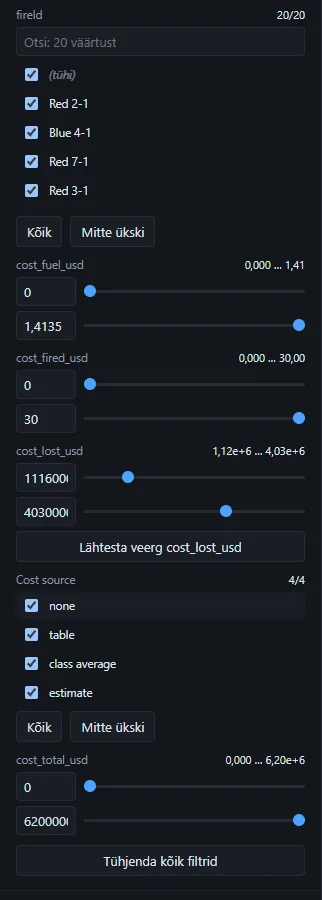 fireId 20/20
Otsi: 20 väärtust
(tühi)
Red 2-1
Blue 4-1
Red 7-1
Red 3-1
Kõik Mitte ükski
cost_fuel_usd 0,000 ... 1,41
0
1,4135
cost_fired_usd 0,000 ... 30,00
0
30
cost_lost_usd 1,12e+6 ... 4,03e+6
111600
403000
Lähtesta veerg cost_lost_usd
Cost source 4/4
none
table
class average
estimate
Kõik Mitte ükski
cost_total_usd 0,000 ... 6,20e+6
0
620000
Tühjenda kõik filtrid